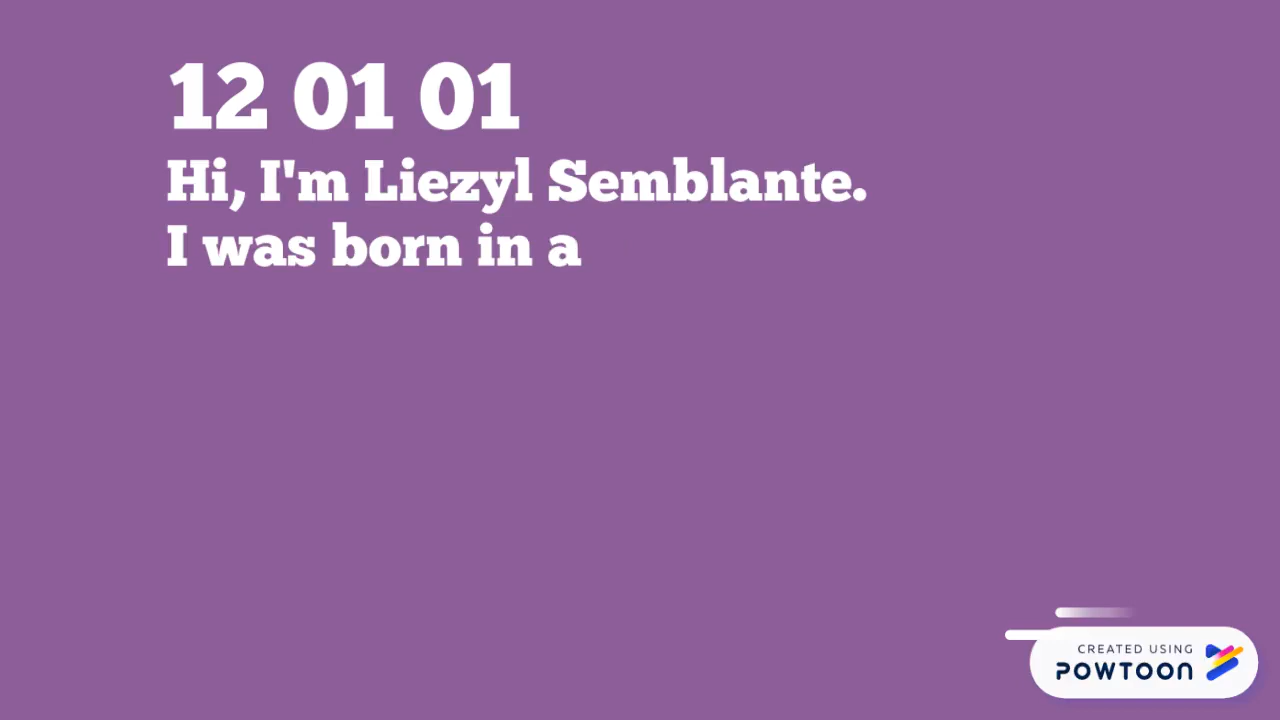 12 01 01
Hi, I'm Liezyl Semblante.
I was born in a
CREATED USING
POWTOON